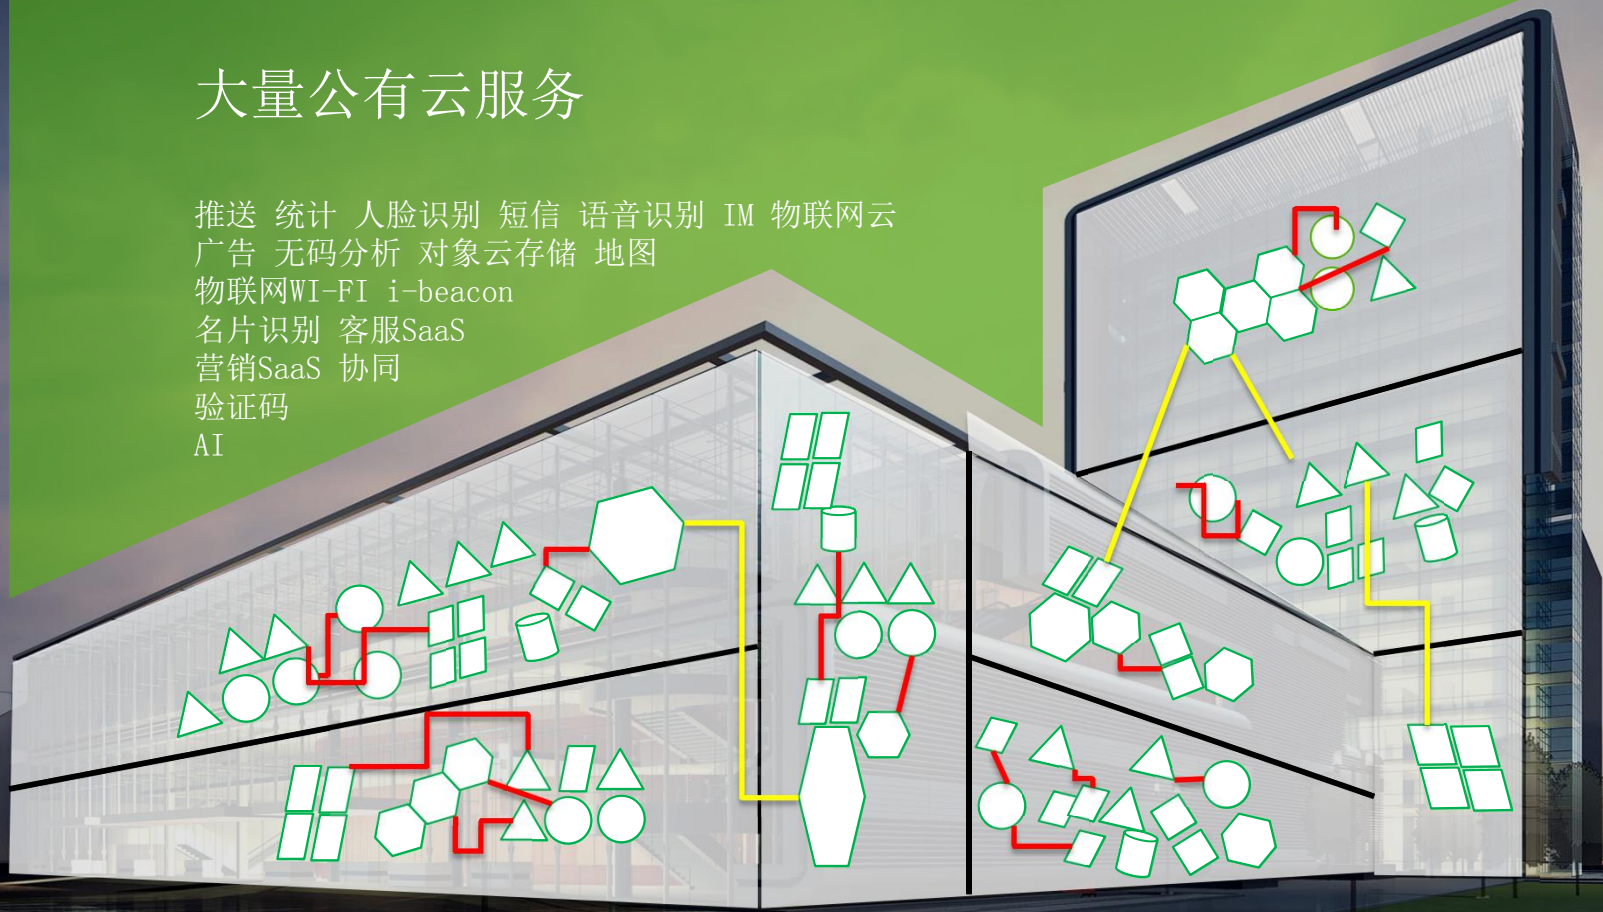 大量公有云服务
推送 统计 人脸识别 短信 语音识别 IM 物联网云
广告 无码分析 对象云存储 地图
物联网WI-FI i-beacon
名片识别 客服SaaS
营销SaaS 协同
验证码
AI